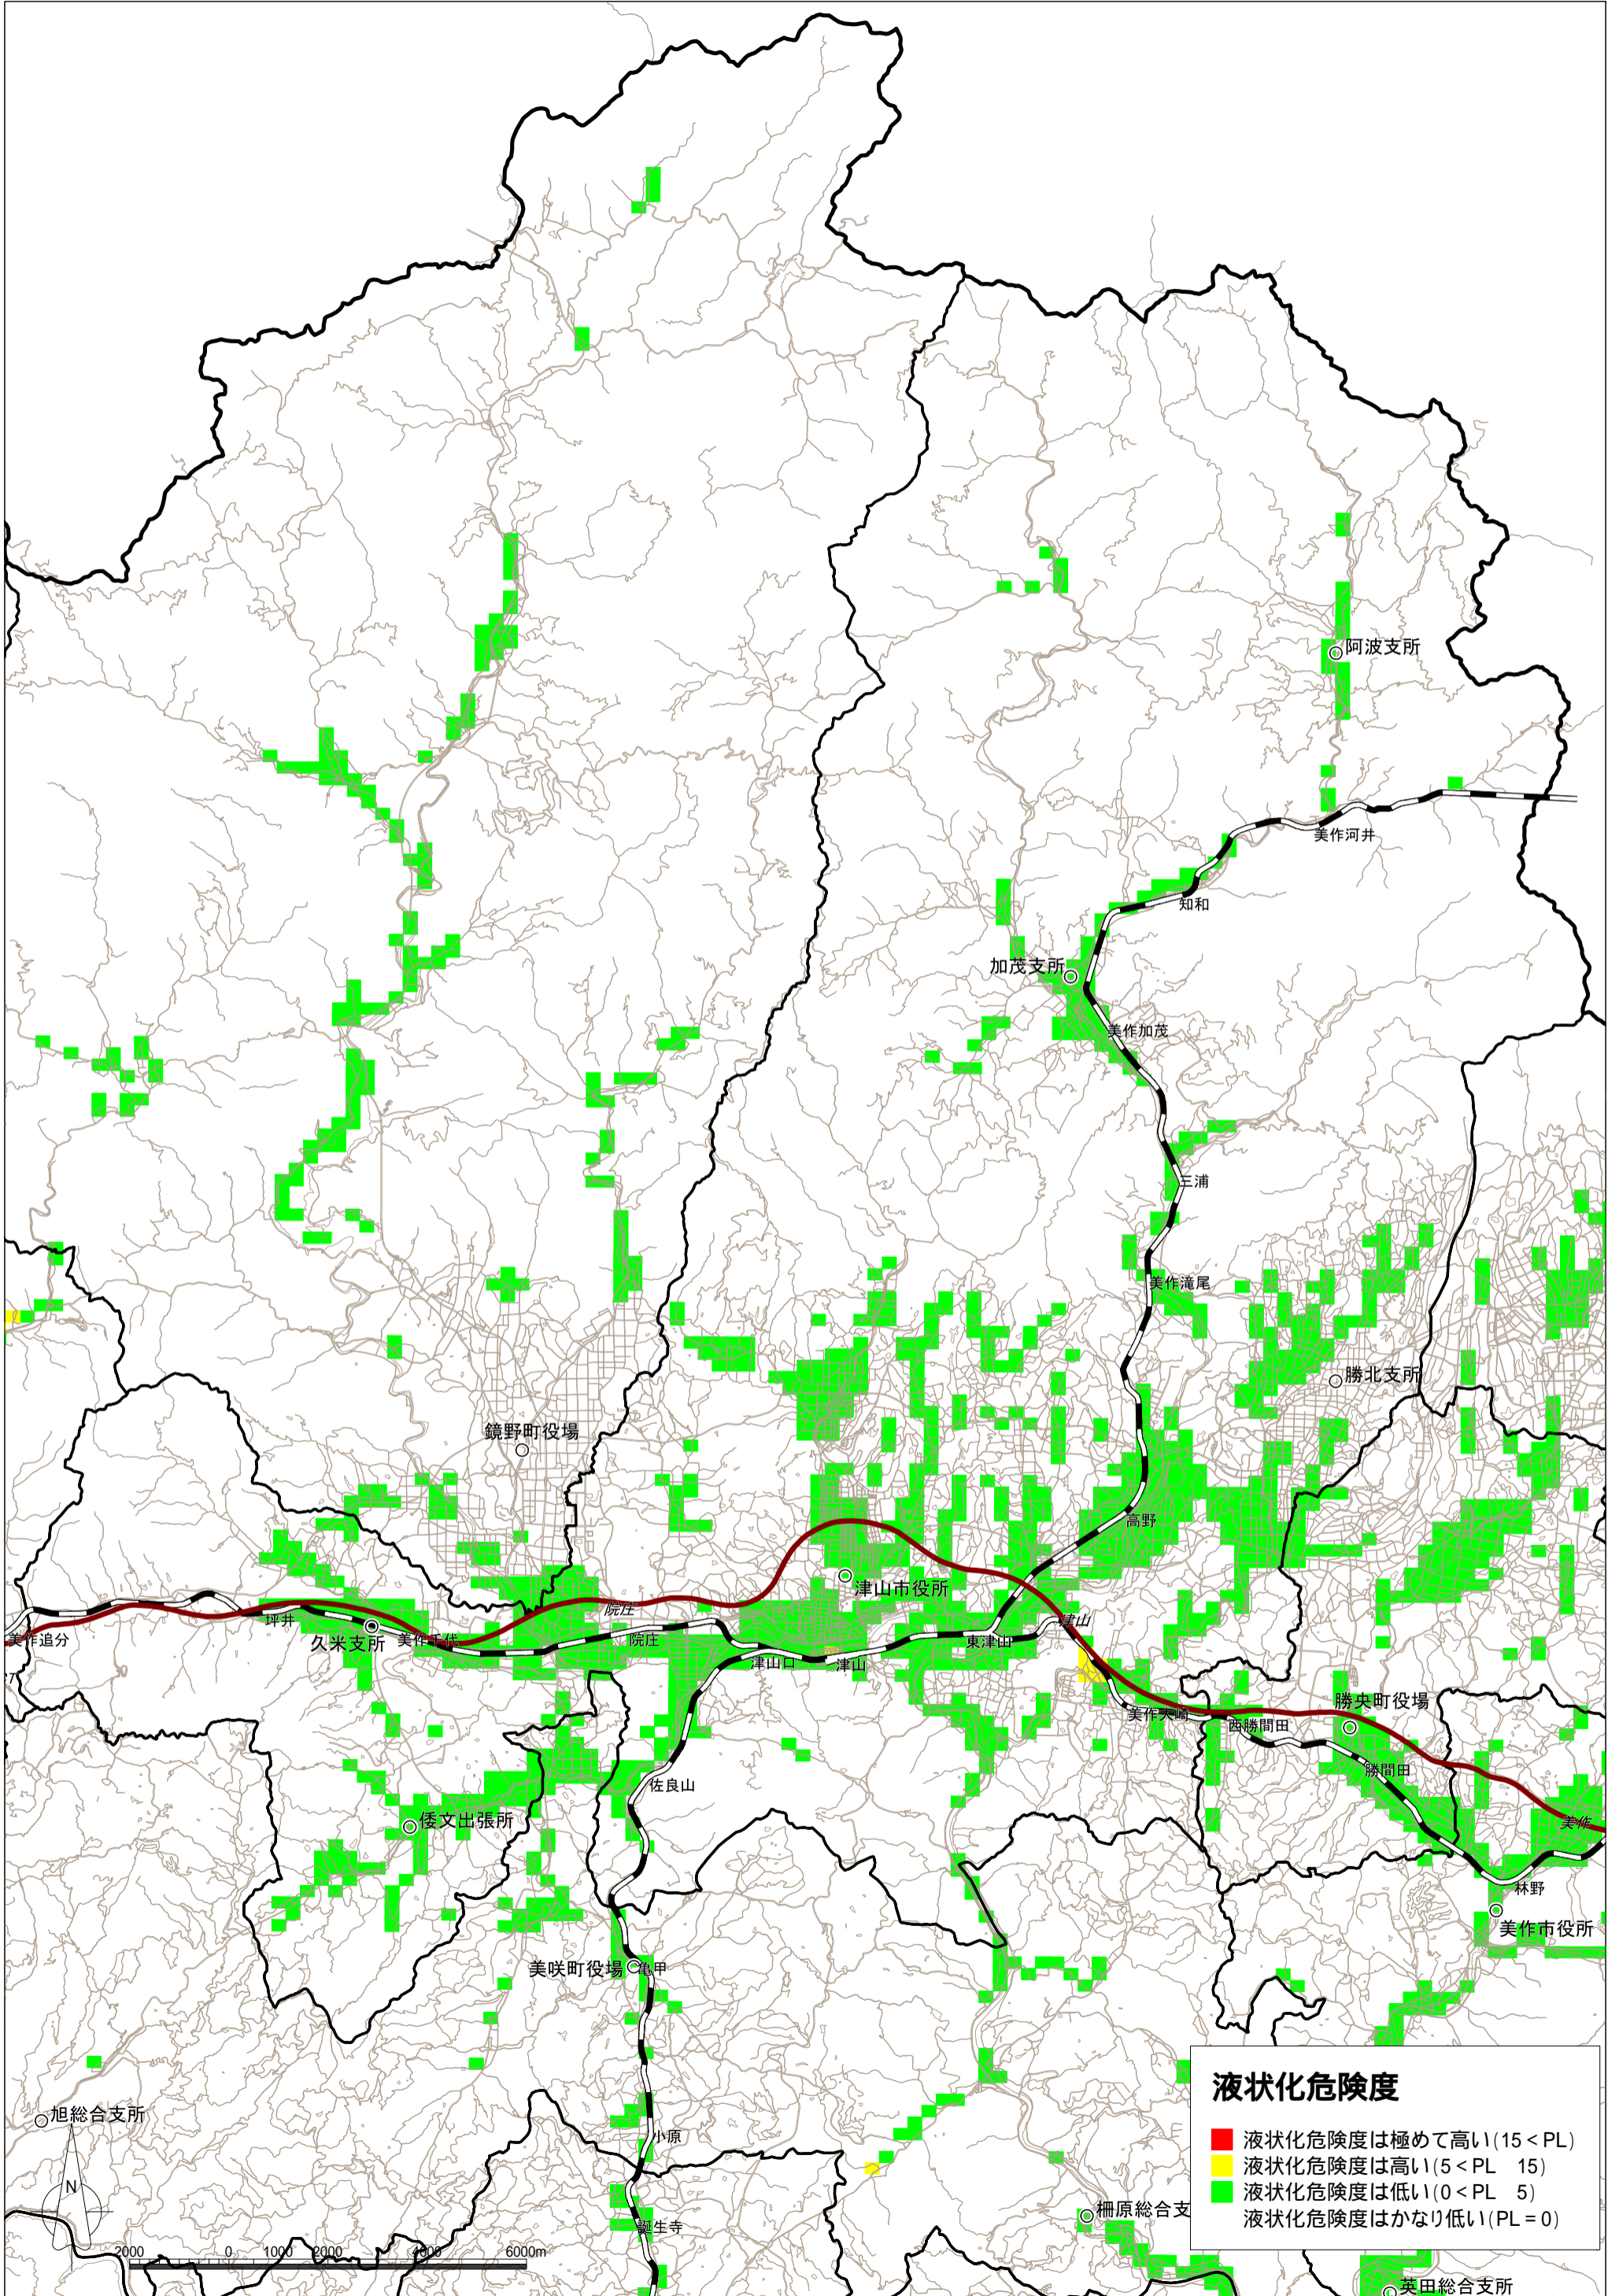 阿波支所
美作河井
知和
加茂支所
美作加茂
三浦
美作滝尾
勝北支所
鏡野町役場
高野
津山市役所
院庄
坪井
久米支所
美作千代
院庄
美作追分
津山
東津山
津山口
津山
美作大崎
西勝間田
勝央町役場
勝間田
佐良山
倭文出張所
美作
林野
美作市役所
美咲町役場
亀甲
旭総合支所
小原
N
柵原総合支
誕生寺
2000 0 1000 2000 4000 6000m
英田総合支所
液状化危険度
液状化危険度は極めて高い(15<PL)
液状化危険度は高い(5<PL 15)
液状化危険度は低い(0<PL 5)
液状化危険度はかなり低い(PL=0)